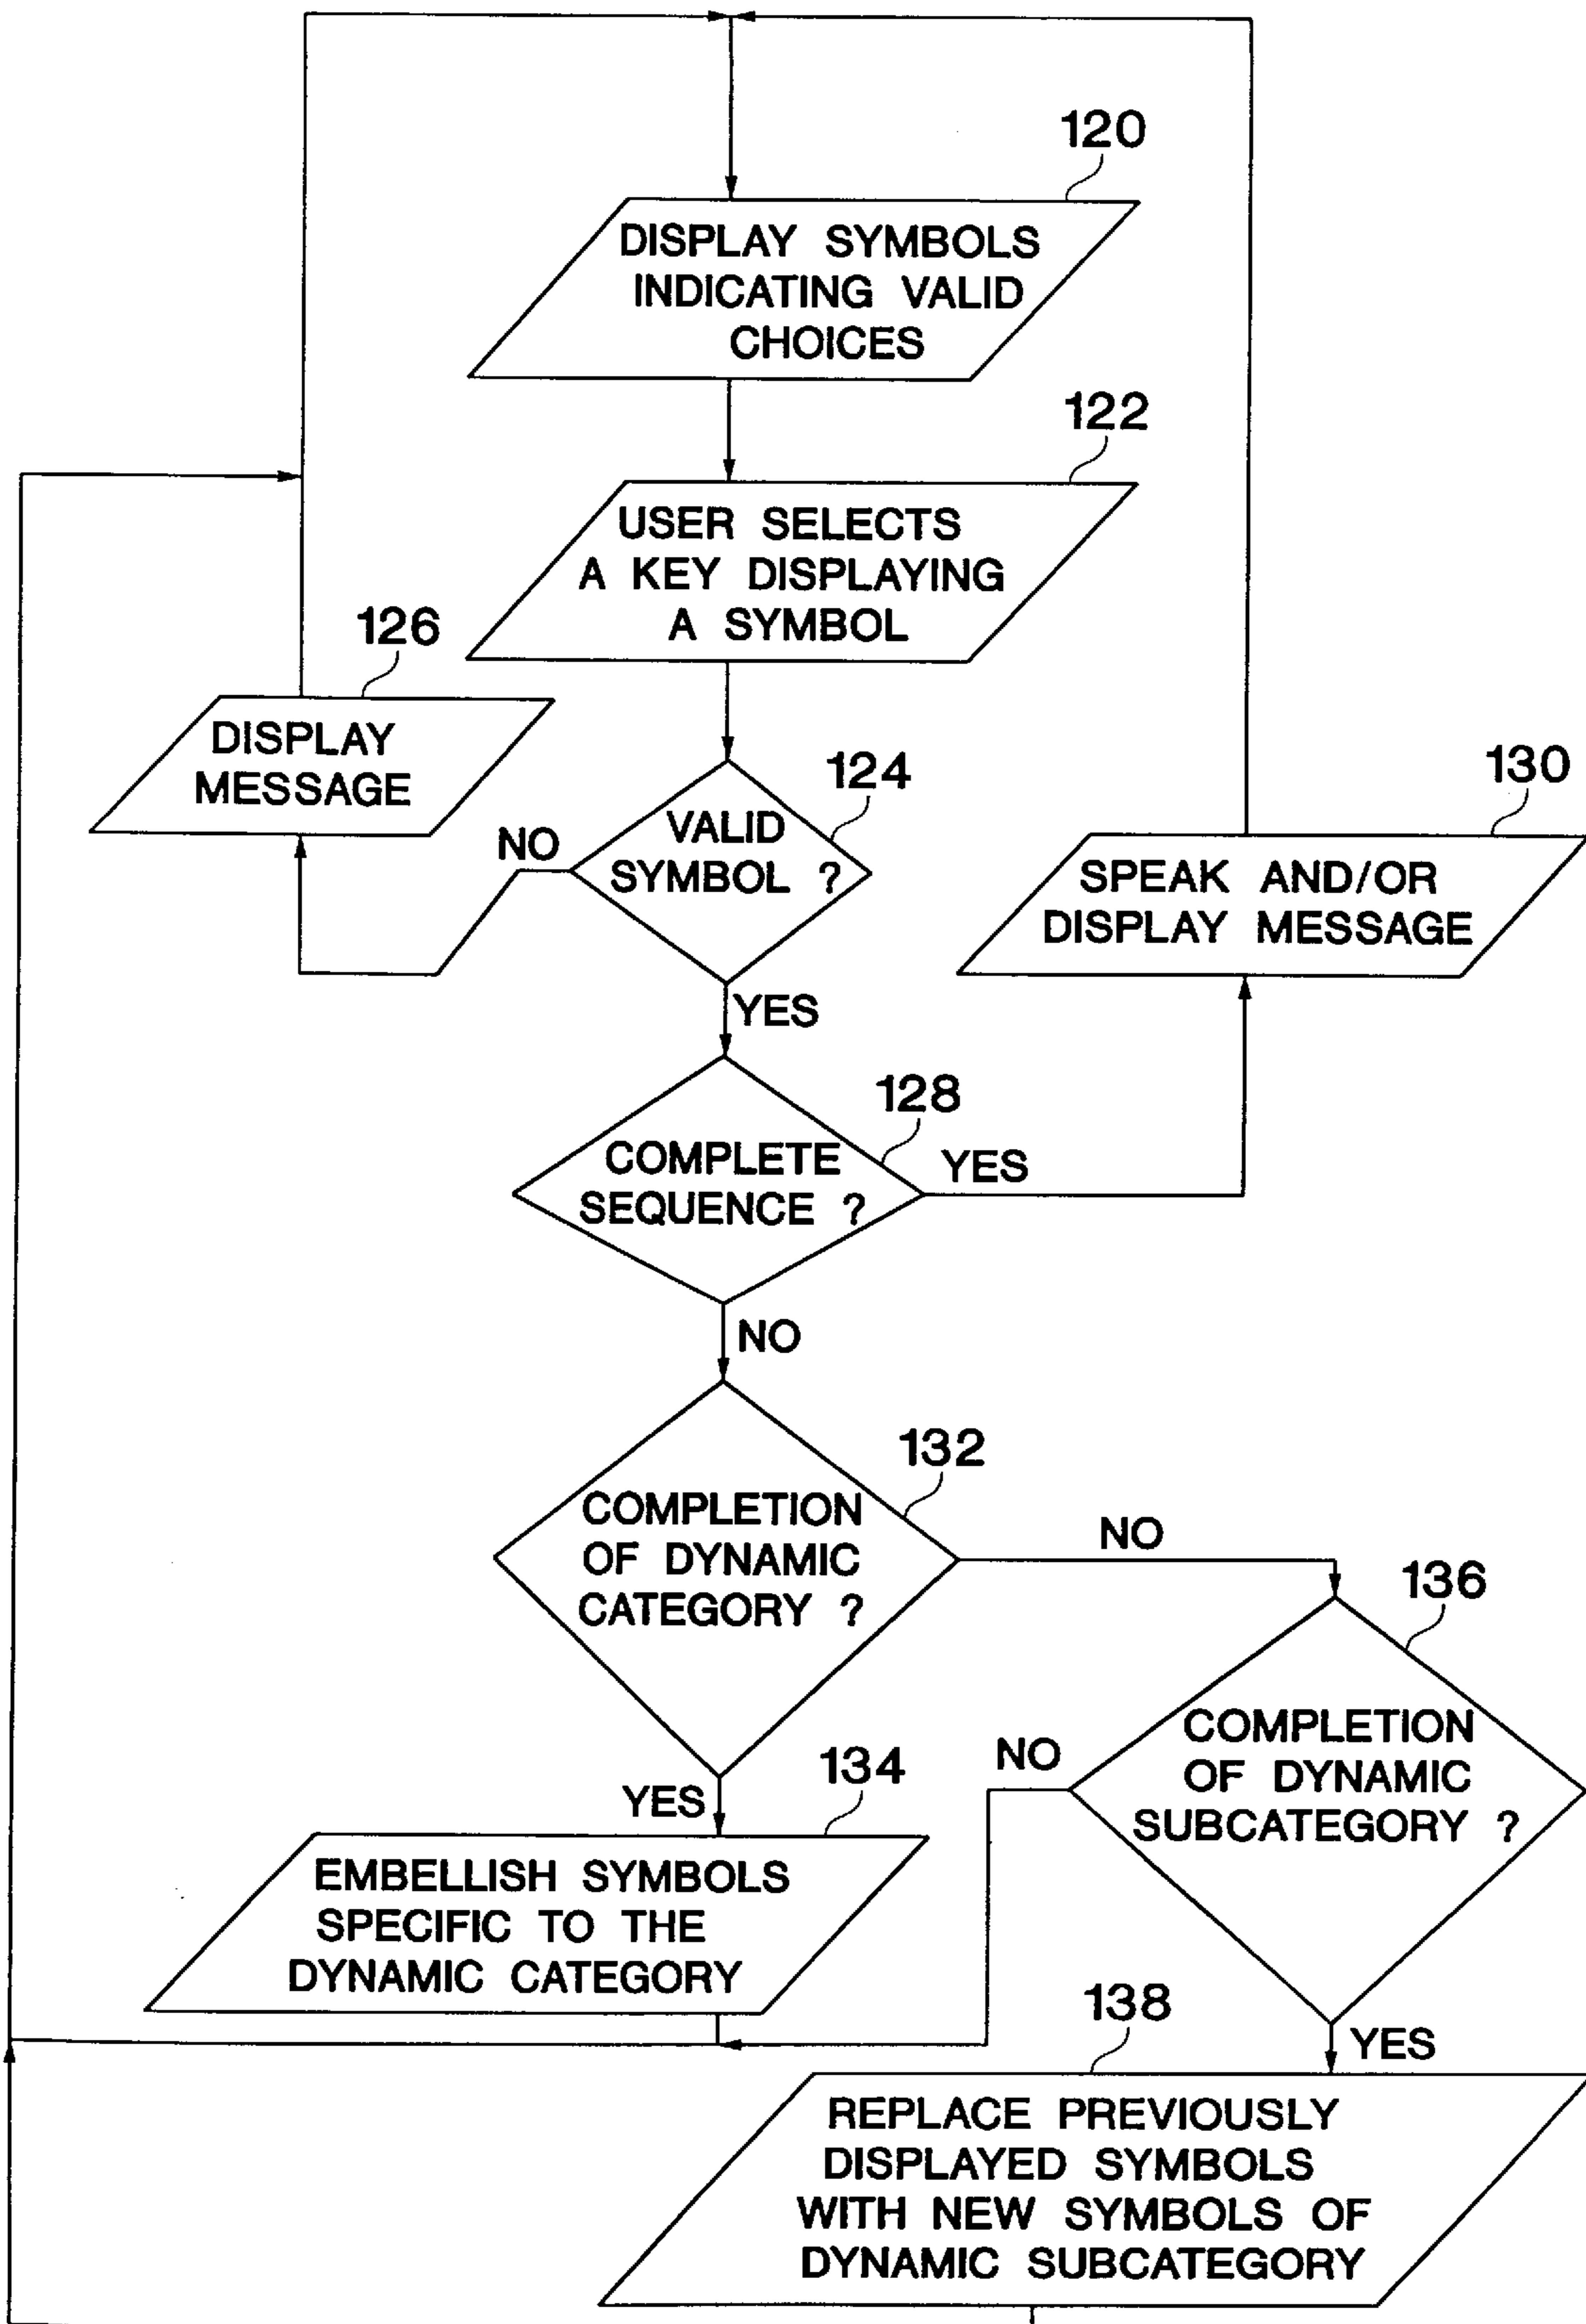 120
DISPLAY SYMBOLS
INDICATING VALID
CHOICES
122
USER SELECTS
A KEY DISPLAYING
A SYMBOL
126
DISPLAY
MESSAGE
124
VALID
SYMBOL ?
NO
YES
130
SPEAK AND/OR
DISPLAY MESSAGE
128
COMPLETE
SEQUENCE ?
YES
NO
132
COMPLETION
OF DYNAMIC
CATEGORY ?
NO
YES
136
COMPLETION
OF DYNAMIC
SUBCATEGORY ?
NO
YES
134
EMBELLISH SYMBOLS
SPECIFIC TO THE
DYNAMIC CATEGORY
138
REPLACE PREVIOUSLY
DISPLAYED SYMBOLS
WITH NEW SYMBOLS OF
DYNAMIC SUBCATEGORY